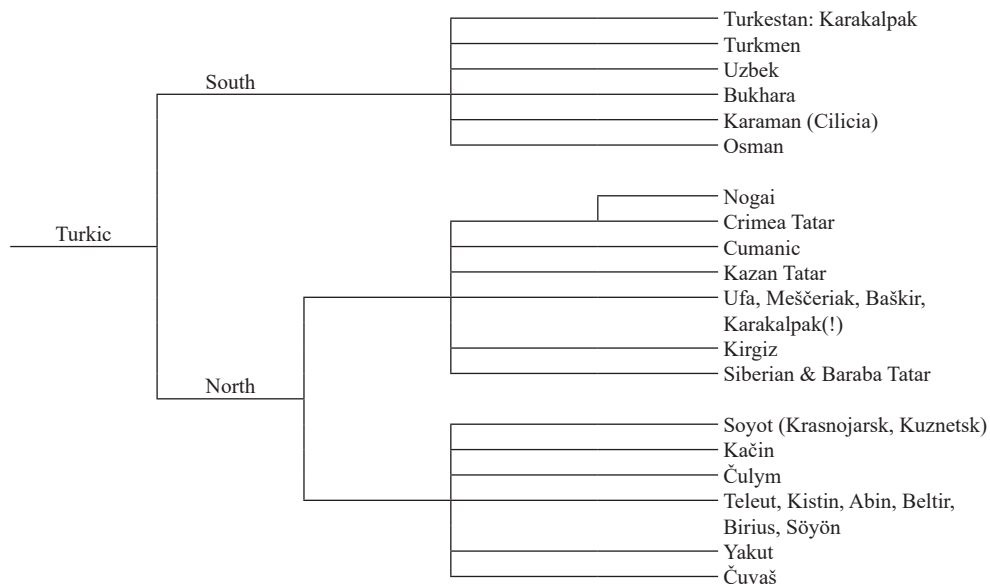 Turkestan: Karakalpak
Turkmen
Uzbek
South
Bukhara
Karaman (Cilicia)
Osman
Nogai
Turkic
Crimea Tatar
Cumanic
Kazan Tatar
Ufa, Meščeriak, Baškir,
Karakalpak(!)
Kirgiz
North
Siberian & Baraba Tatar
Soyot (Krasnojarsk, Kuznetsk)
Kačin
Čulym
Teleut, Kistin, Abin, Beltir,
Birius, Söyön
Yakut
Čuvaš